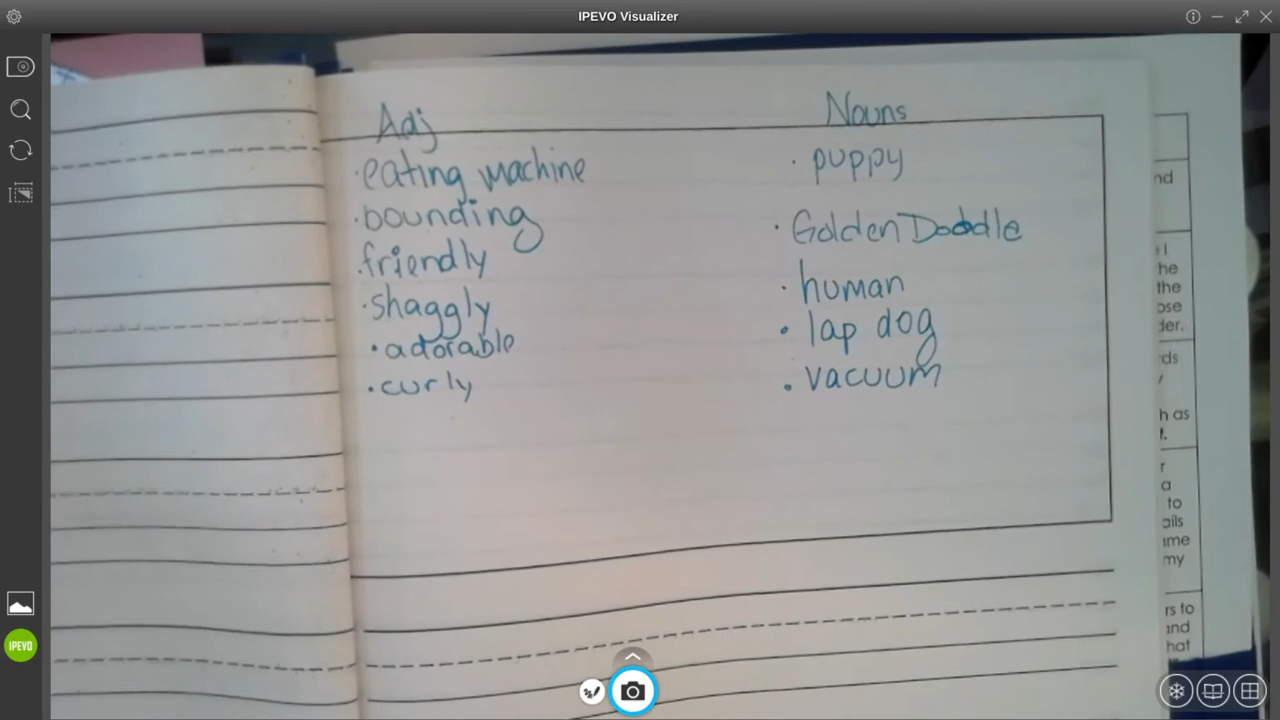 IPEVO Visualizer
Adj
Nouns
·eating machine
·puppy
·bounding
·GoldenDoodle
·friendly
·human
·shaggly
·lap dog
·adorable
·vacuum
·curly
nd
I
he
the
ose
der.
rds
h as
t.
r
a
to
ails
me
my
rs to
and
hat
IPEVO